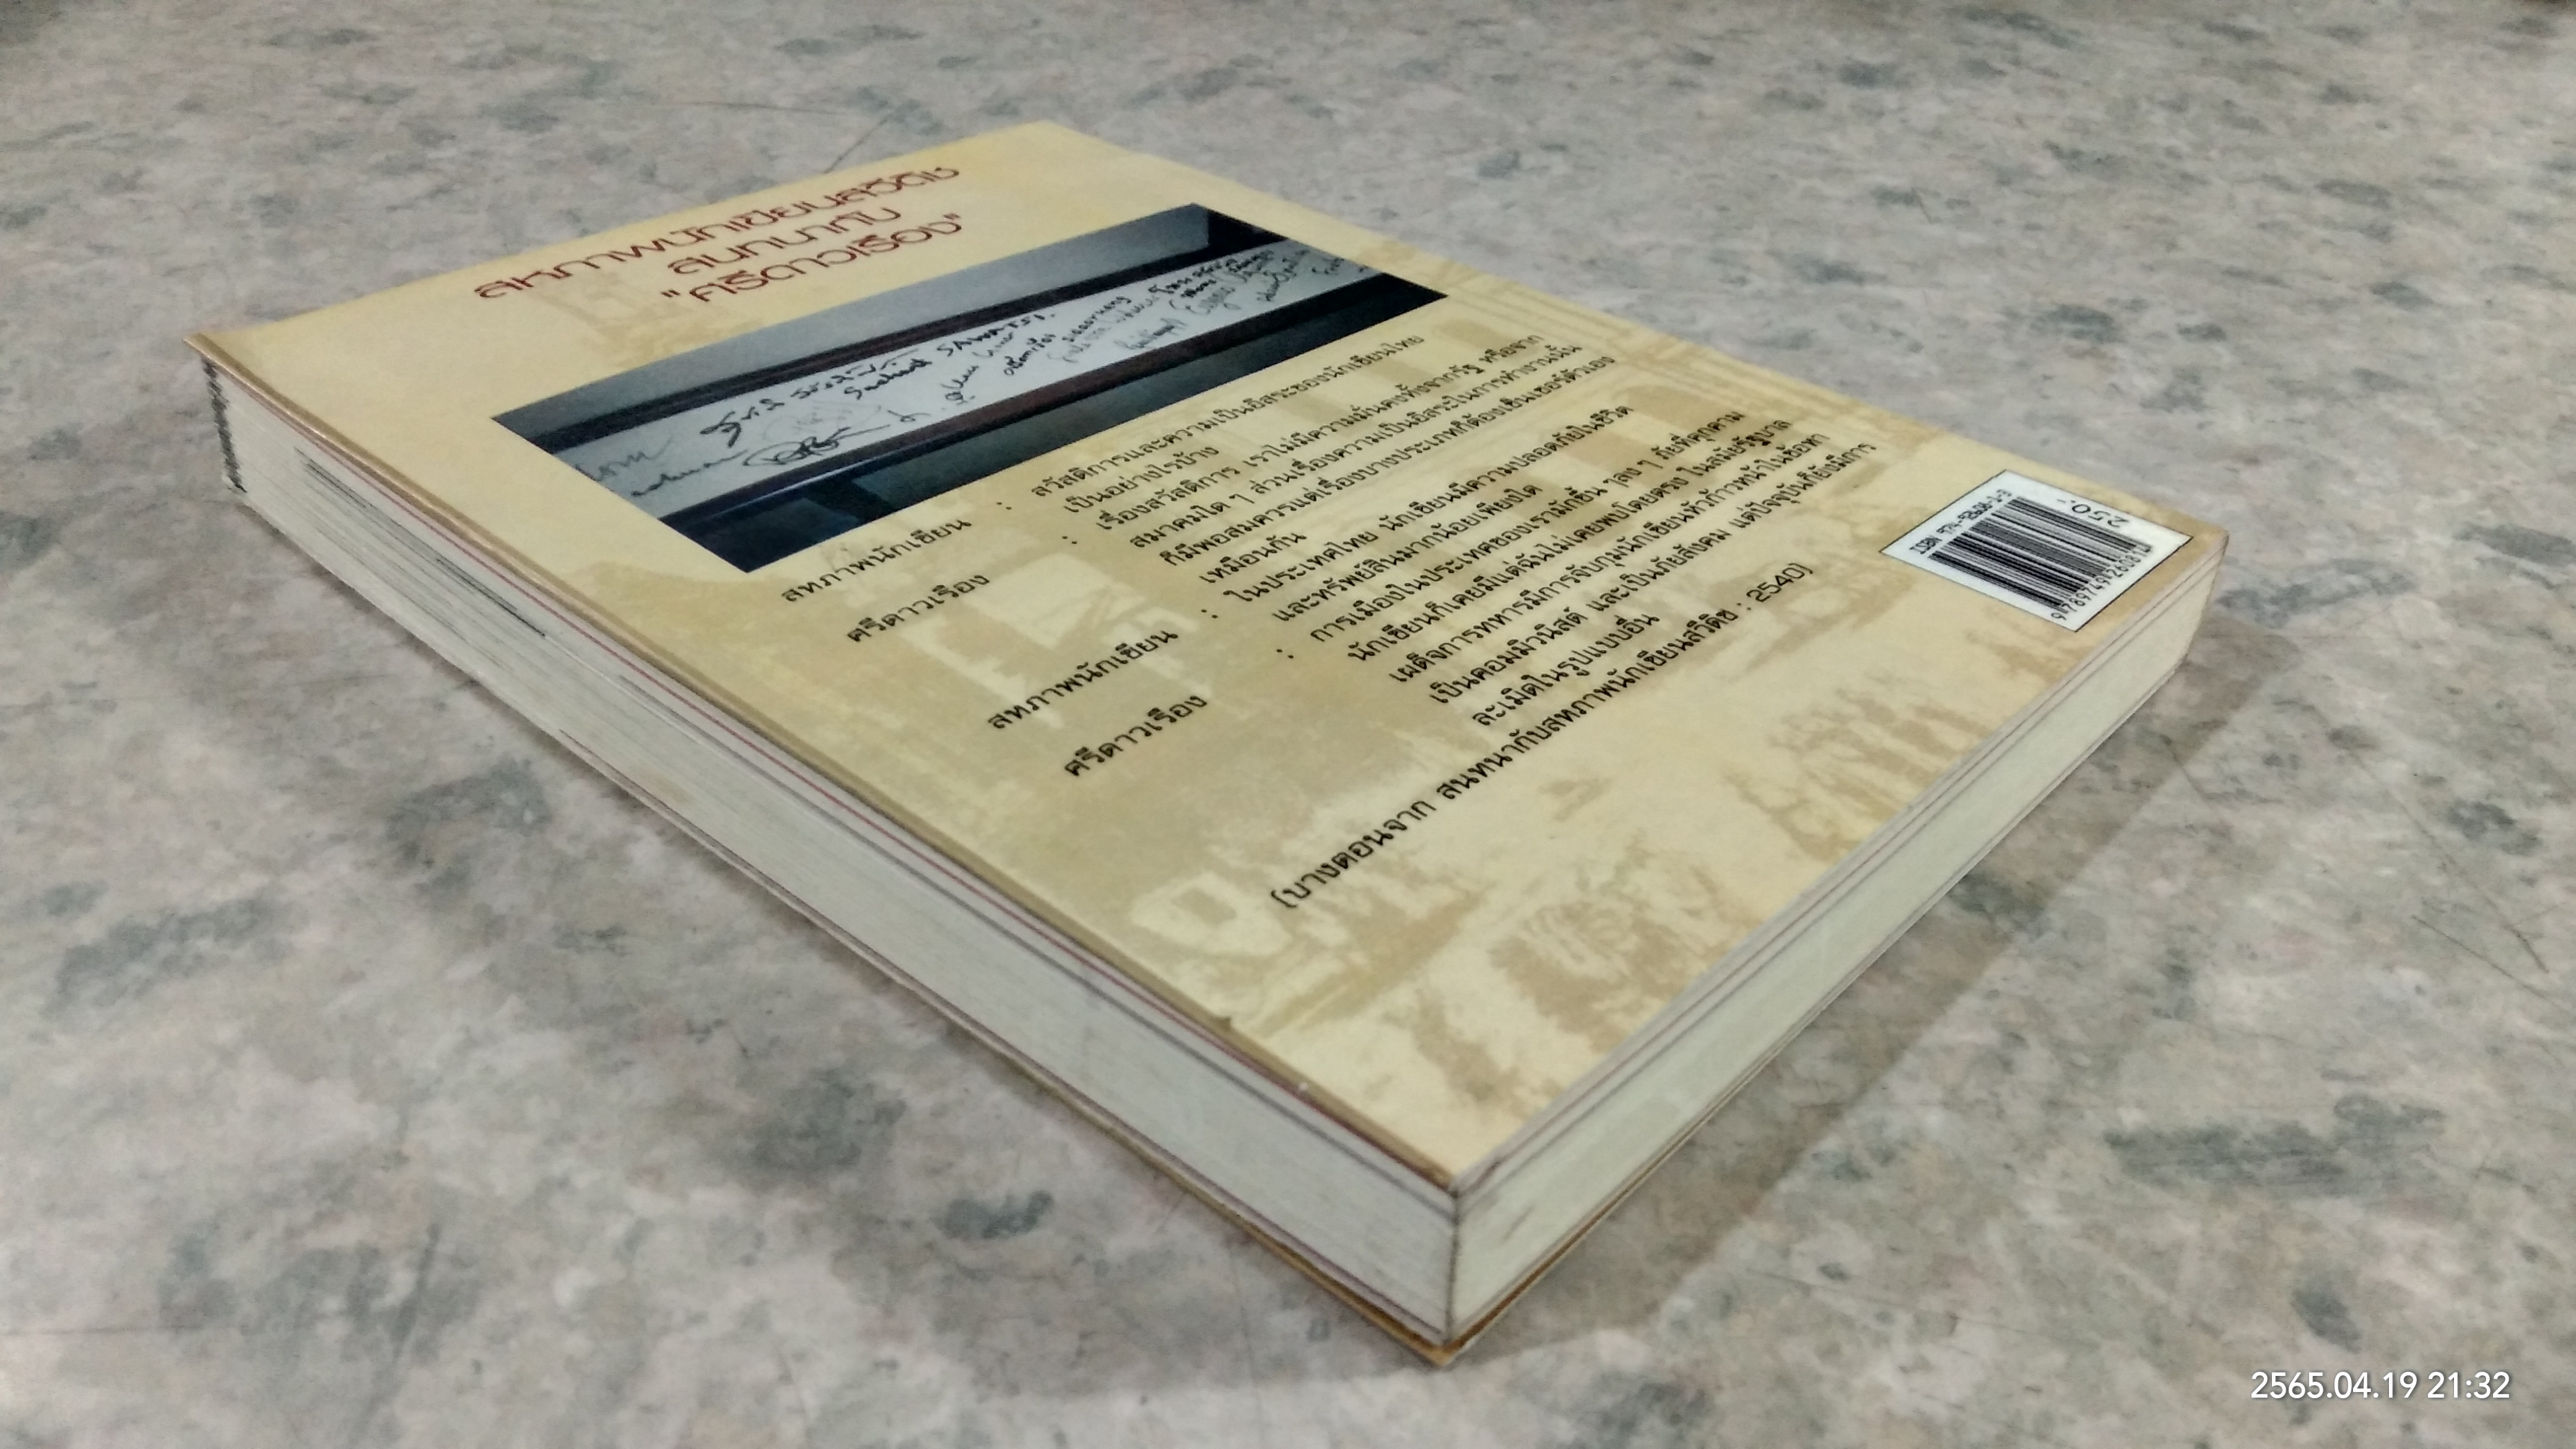 สหภาพนักเขียนสวีดิช
สนทนากับ
"ศรีดาวเรือง"
สุชาติ สวัสดิ์ศรี
Suchart SAWATSRI.
สหภาพนักเขียน : สวัสดิการและความเป็นอิสระของนักเขียนไทย
เป็นอย่างไรบ้าง
ศรีดาวเรือง : เรื่องสวัสดิการ เราไม่มีความมั่นคงทั้งจากรัฐ หรือจาก
สมาคมใด ๆ ส่วนเรื่องความเป็นอิสระในการทำงานนั้น
ก็มีพอสมควรแต่เรื่องบางประเภทก็ต้องเซ็นเซอร์ตัวเอง
เหมือนกัน
สหภาพนักเขียน : ในประเทศไทย นักเขียนมีความปลอดภัยในชีวิต
และทรัพย์สินมากน้อยเพียงใด
ศรีดาวเรือง : การเมืองในประเทศของเรามักขึ้น ๆลง ๆ ภัยที่คุกคาม
นักเขียนก็เคยมีแต่ฉันไม่เคยพบโดยตรง ในสมัยรัฐบาล
เผด็จการทหารมีการจับกุมนักเขียนหัวก้าวหน้าในข้อหา
เป็นคอมมิวนิสต์ และเป็นภัยสังคม แต่ปัจจุบันก็ยังมีการ
ละเมิดในรูปแบบอื่น
(บางตอนจาก สนทนากับสหภาพนักเขียนสวีดิช : 2540)
ISBN 974-92608-1-3
250.-
9 789749 260814
2565.04.19 21:32